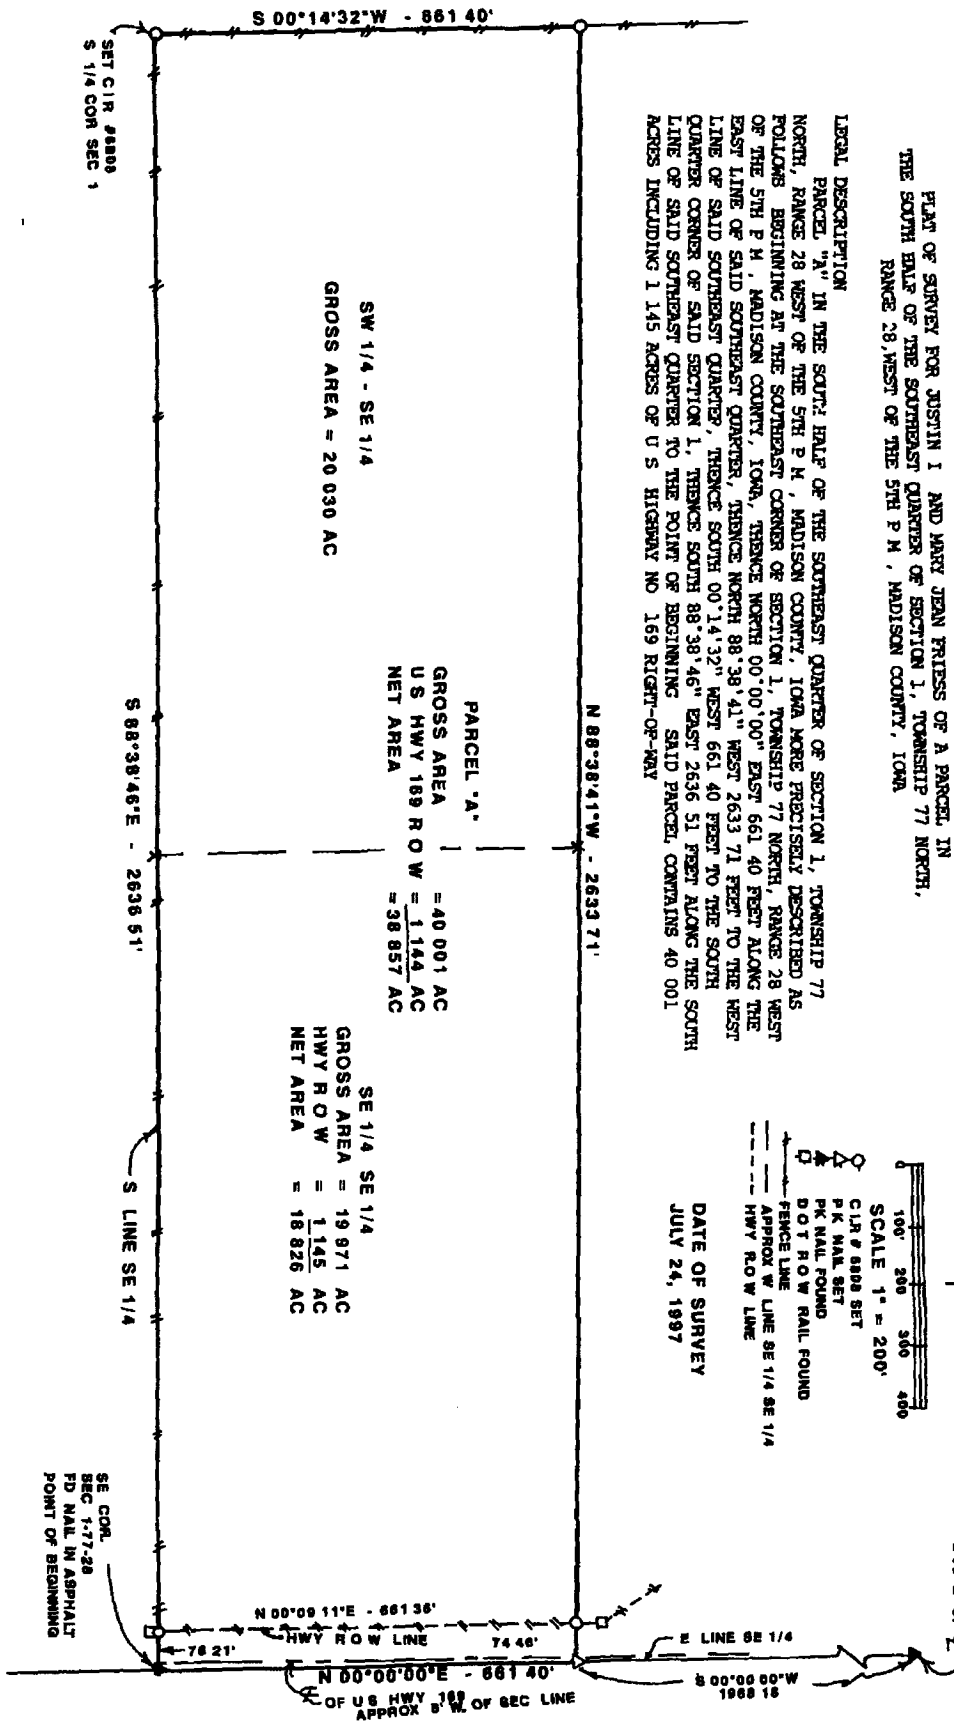 PLAT OF SURVEY FOR JUSTIN I AND MARY JEAN FRIESS OF A PARCEL IN
THE SOUTH HALF OF THE SOUTHEAST QUARTER OF SECTION 1, TOWNSHIP 77 NORTH,
RANGE 28, WEST OF THE 5TH P M , MADISON COUNTY, IOWA
LEGAL DESCRIPTION
PARCEL "A" IN THE SOUTH HALF OF THE SOUTHEAST QUARTER OF SECTION 1, TOWNSHIP 77
NORTH, RANGE 28 WEST OF THE 5TH P M , MADISON COUNTY, IOWA MORE PRECISELY DESCRIBED AS
FOLLOWS BEGINNING AT THE SOUTHEAST CORNER OF SECTION 1, TOWNSHIP 77 NORTH, RANGE 28 WEST
OF THE 5TH P M , MADISON COUNTY, IOWA, THENCE NORTH 00°00'00" EAST 661 40 FEET ALONG THE
EAST LINE OF SAID SOUTHEAST QUARTER, THENCE NORTH 88°38'41" WEST 2633 71 FEET TO THE WEST
LINE OF SAID SOUTHEAST QUARTER, THENCE SOUTH 00°14'32" WEST 661 40 FEET TO THE SOUTH
QUARTER CORNER OF SAID SECTION 1, THENCE SOUTH 88°38'46" EAST 2636 51 FEET ALONG THE SOUTH
LINE OF SAID SOUTHEAST QUARTER TO THE POINT OF BEGINNING SAID PARCEL CONTAINS 40 001
ACRES INCLUDING 1 145 ACRES OF U S HIGHWAY NO 169 RIGHT-OF-WAY
0 100' 200 300 400
SCALE 1" = 200'
C I.R # 6808 SET
P K NAIL SET
PK NAIL FOUND
D O T R O W RAIL FOUND
FENCE LINE
APPROX W LINE SE 1/4 SE 1/4
HWY R.O W LINE
DATE OF SURVEY
JULY 24, 1997
S 00°14'32"W - 661 40'
N 88°38'41"W - 2633 71'
SW 1/4 - SE 1/4
GROSS AREA = 20 030 AC
PARCEL "A"
GROSS AREA = 40 001 AC
US HWY 169 R O W = 1 144 AC
NET AREA = 38 857 AC
SE 1/4 SE 1/4
GROSS AREA = 19 971 AC
HWY R O W = 1 145 AC
NET AREA = 18 826 AC
SET C I R #6808
S 1/4 COR SEC 1
S 88°38'46"E - 2636 51'
S LINE SE 1/4
SE COR.
SEC 1-77-28
FD NAIL IN ASPHALT
POINT OF BEGINNING
N 00°09 11"E - 661 36'
HWY R O W LINE
76 21'
74 46'
N 00°00'00"E - 661 40'
OF US HWY 169
APPROX 8' W. OF SEC LINE
E LINE SE 1/4
S 00°00 00"W
1968 16